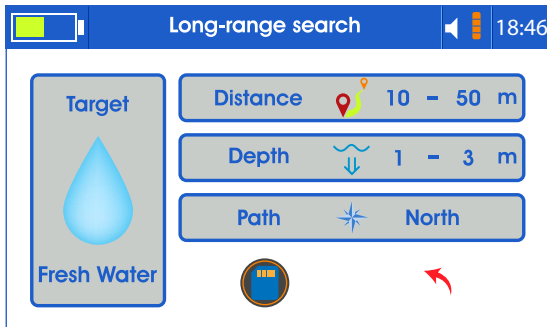 Long-range search
18:46
Target
Fresh Water
Distance 10 - 50 m
Depth 1 - 3 m
Path North